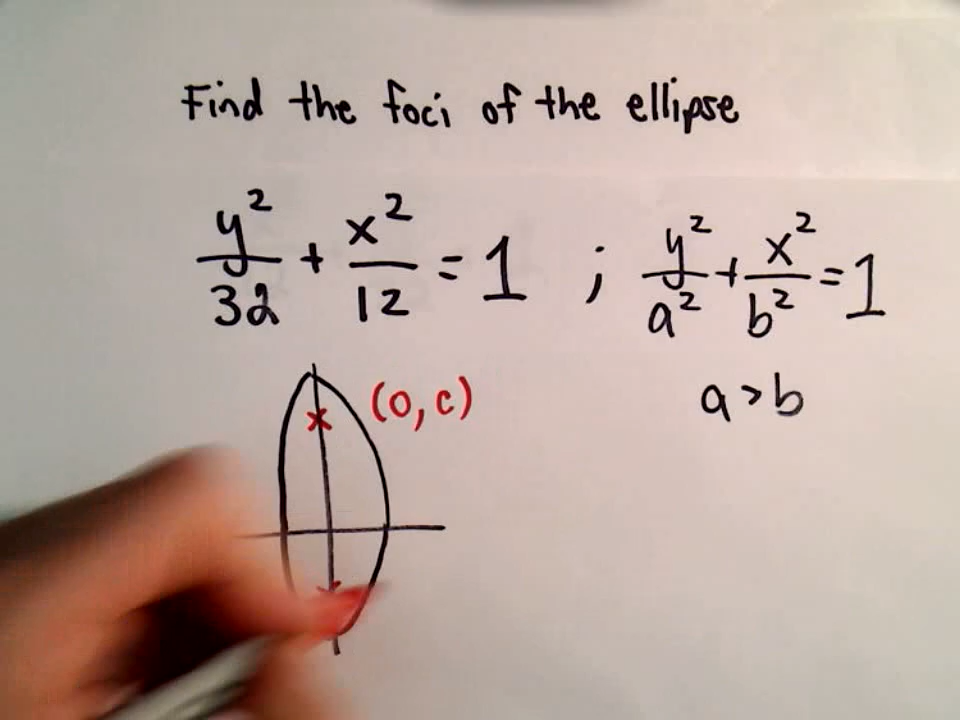 Find the foci of the ellipse
y²/32 + x²/12 = 1 ; y²/a² + x²/b² = 1
a > b
(0, c)